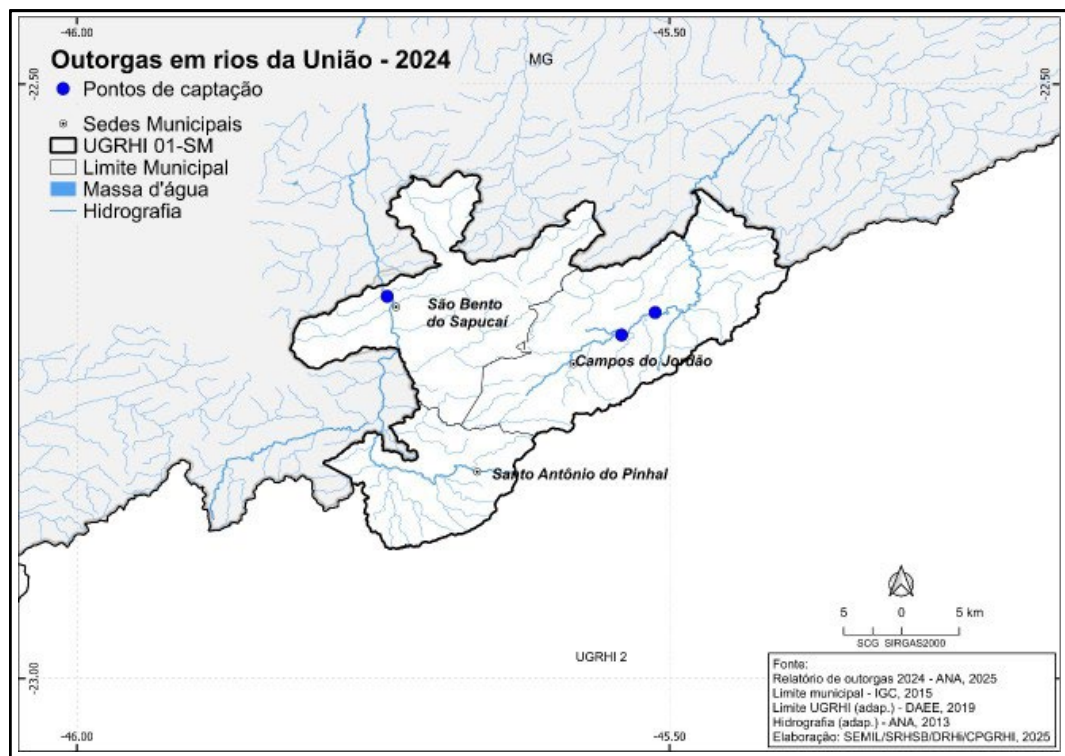 -46.00
-45.50
Outorgas em rios da União - 2024
MG
-22.50
-22.50
Pontos de captação
Sedes Municipais
UGRHI 01-SM
Limite Municipal
Massa d'água
Hidrografia
São Bento
do Sapucaí
Campos do Jordão
Santo Antônio do Pinhal
5 0 5 km
SCG SIRGAS2000
UGRHI 2
-23.00
-23.00
Fonte:
Relatório de outorgas 2024 - ANA, 2025
Limite municipal - IGC, 2015
Limite UGRHI (adap.) - DAEE, 2019
Hidrografia (adap.) - ANA, 2013
Elaboração: SEMIL/SRHSB/DRHi/CPGRHI, 2025
-46.00
-45.50